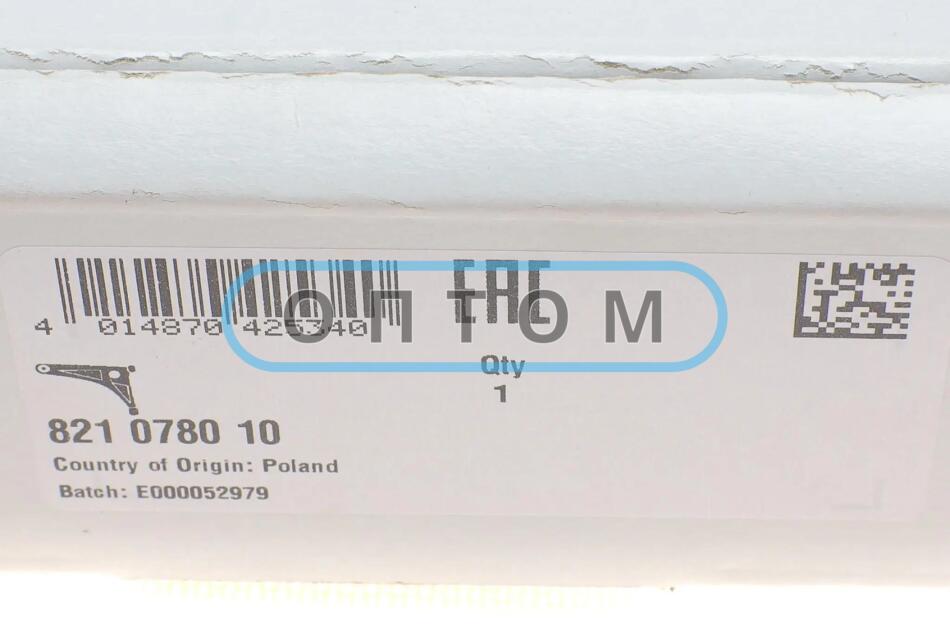 EAC
4 014870 425340
ОПТОМ
Qty
1
821 0780 10
Country of Origin: Poland
Batch: E000052979